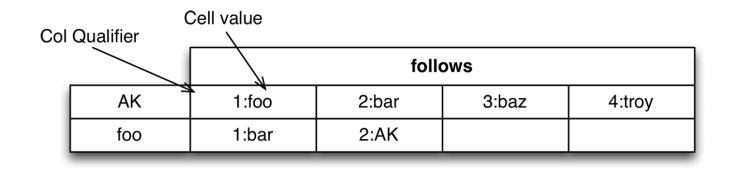 Cell value
Col Qualifier
follows
AK 1:foo 2:bar 3:baz 4:troy
foo 1:bar 2:AK